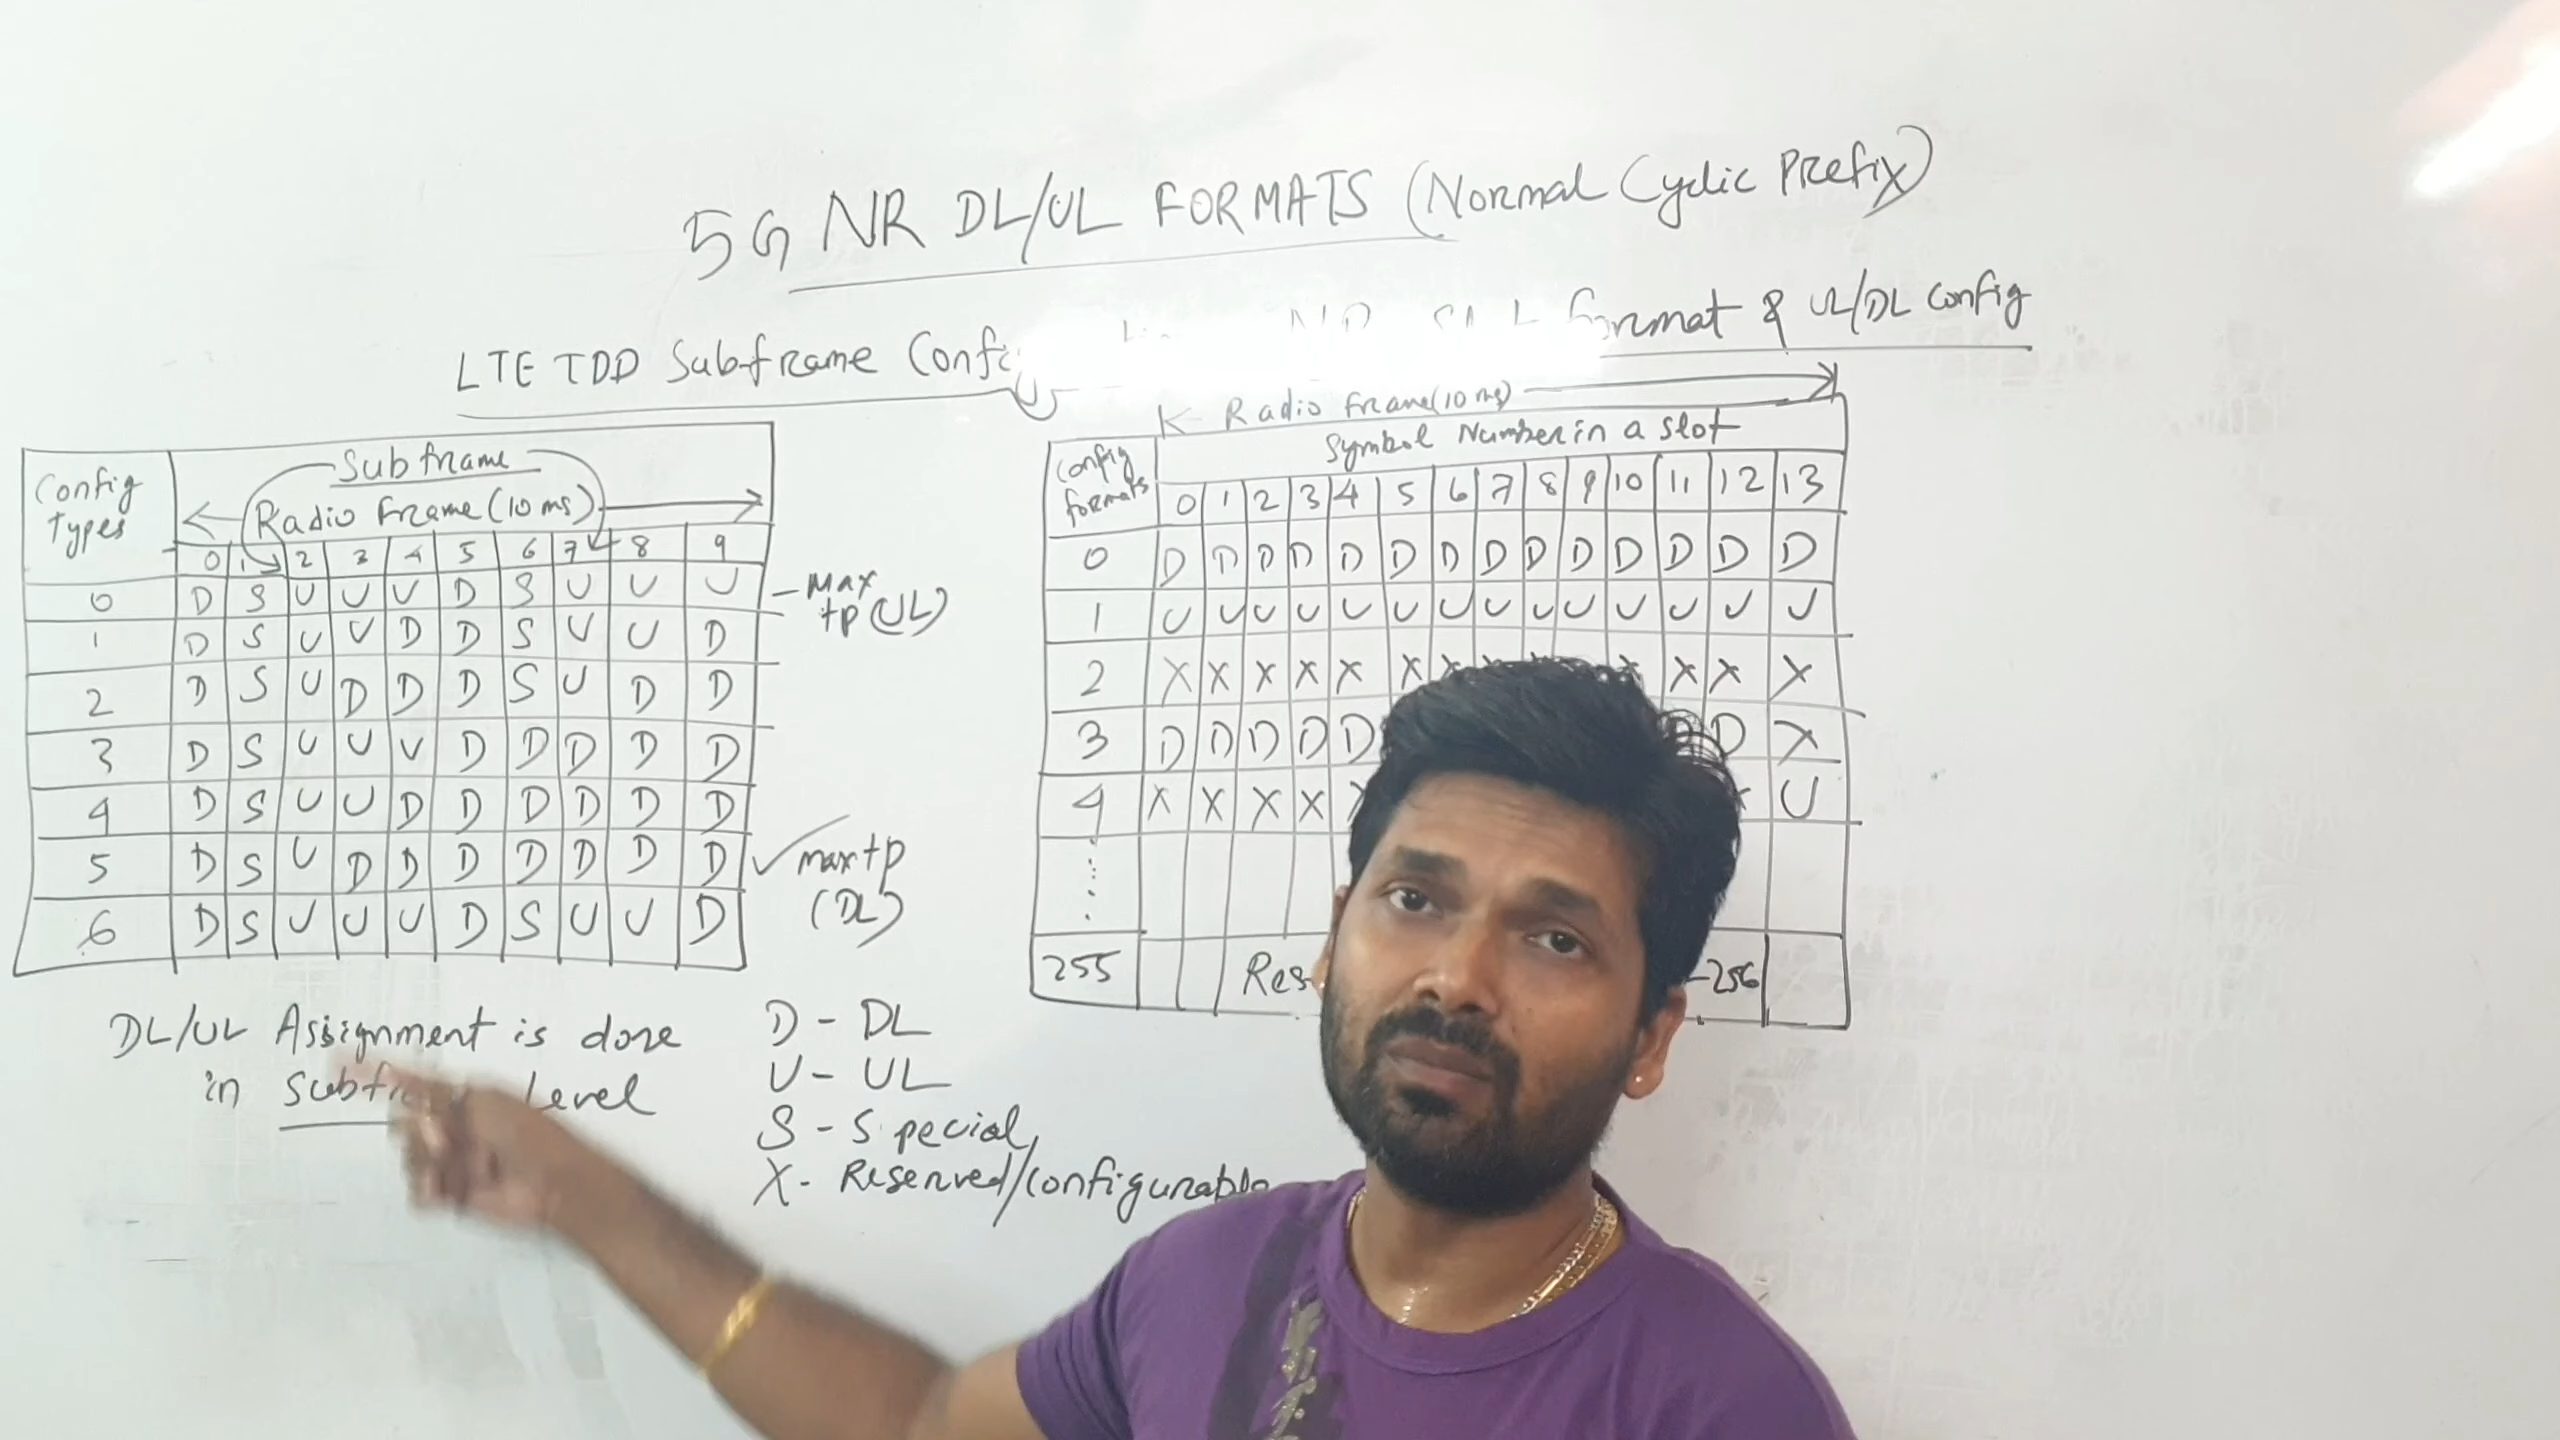 5G NR DL/UL FORMATS (Normal Cyclic Prefix)
LTE TDD Subframe Config
Format & UL/DL Config
Config Types
Subframe
Radio Frame (10 ms)
0 1 2 3 4 5 6 7 8 9
0 D S U U U D S U U U
1 D S U U D D S U U D
2 D S U D D D S U D D
3 D S U U U D D D D D
4 D S U U D D D D D D
5 D S U D D D D D D D
6 D S U U U D S U U D
- Max tp (UL)
✓ max tp (DL)
DL/UL Assignment is done
in Level
D - DL
U - UL
S - Special
X - Reserved/Configurable
Radio Frame (10 ms)
Config formats
Symbol Number in a slot
0 1 2 3 4 5 6 7 8 9 10 11 12 13
0 D D D D D D D D D D D D D D
1 U U U U U U U U U U U U U U
2 X X X X X X X X X X X X
3 D D D D D D D X
4 X X X X U
255 Res -256